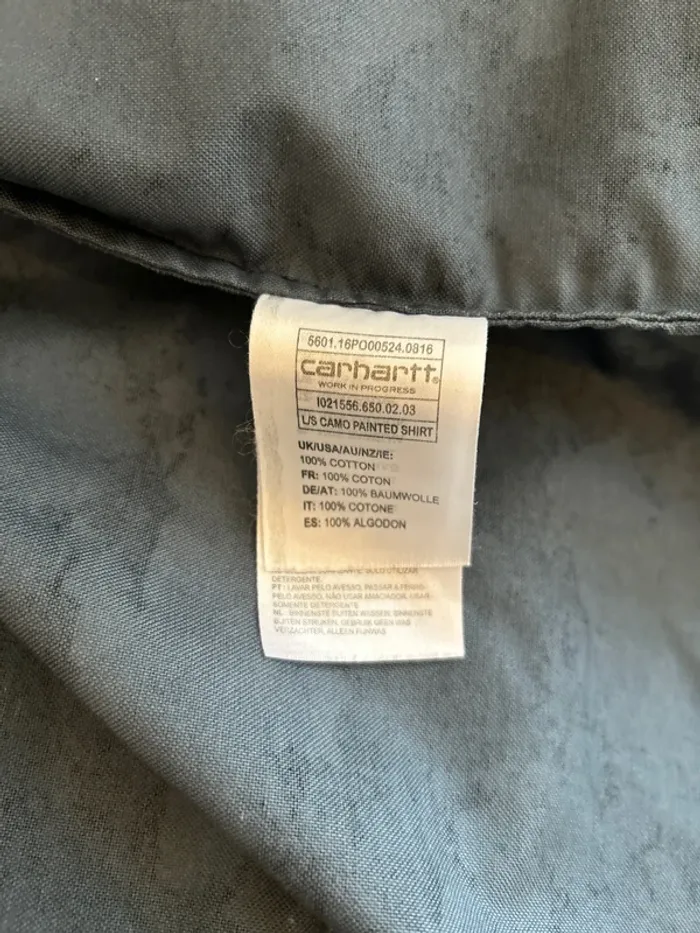 6601.16PO00524.0816
carhartt®
WORK IN PROGRESS
I021556.650.02.03
L/S CAMO PAINTED SHIRT
UK/USA/AU/NZ/IE:
100% COTTON
FR: 100% COTON
DE/AT: 100% BAUMWOLLE
IT: 100% COTONE
ES: 100% ALGODON
SOLO UTILIZAR
DETERGENTE.
PT: LAVAR PELO AVESSO, PASSAR A FERRO
PELO AVESSO, NÃO USAR AMACIADOR, USAR
SOMENTE DETERGENTE
NL: BINNENSTE BUITEN WASSEN, BINNENSTE
BUITEN STRIJKEN, GEBRUIK GEEN WAS
VERZACHTER, ALLEEN FIJNWAS